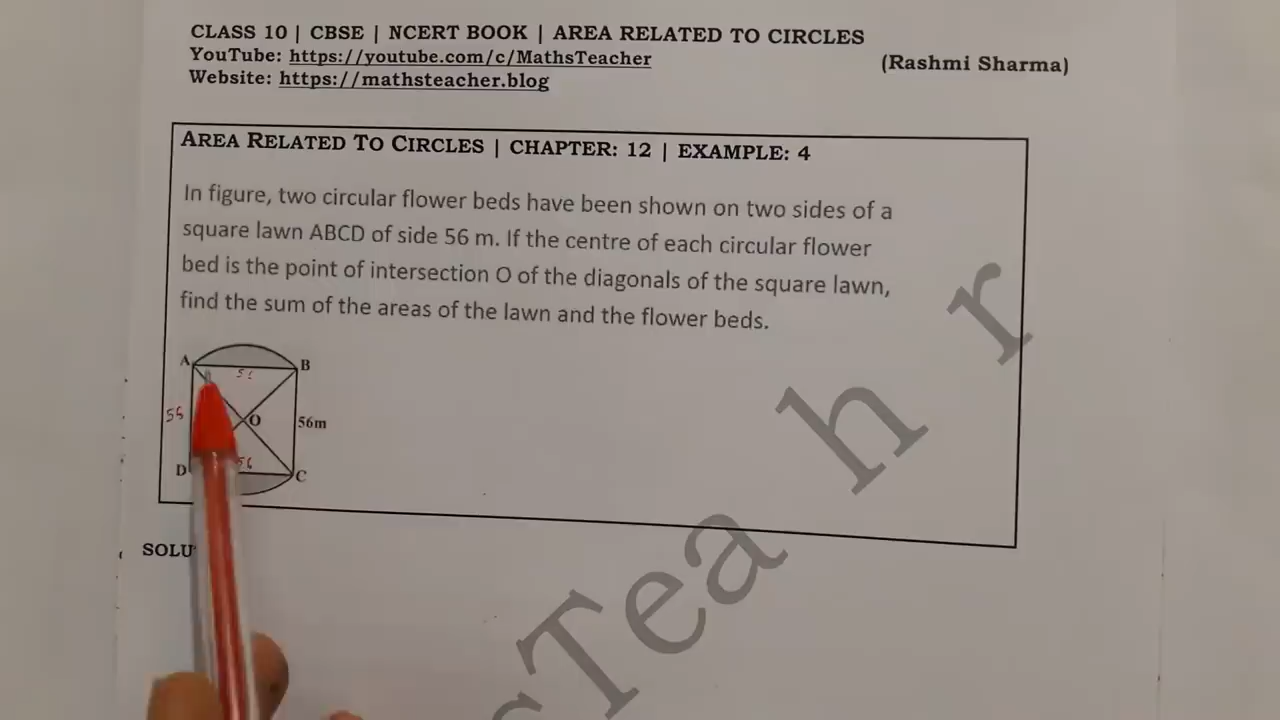 CLASS 10 | CBSE | NCERT BOOK | AREA RELATED TO CIRCLES
YouTube: https://youtube.com/c/MathsTeacher
(Rashmi Sharma)
Website: https://mathsteacher.blog
AREA RELATED TO CIRCLES | CHAPTER: 12 | EXAMPLE: 4
In figure, two circular flower beds have been shown on two sides of a
square lawn ABCD of side 56 m. If the centre of each circular flower
bed is the point of intersection O of the diagonals of the square lawn,
find the sum of the areas of the lawn and the flower beds.
A
B
56
56
O
56m
D
56
C
SOLU
sTea h r